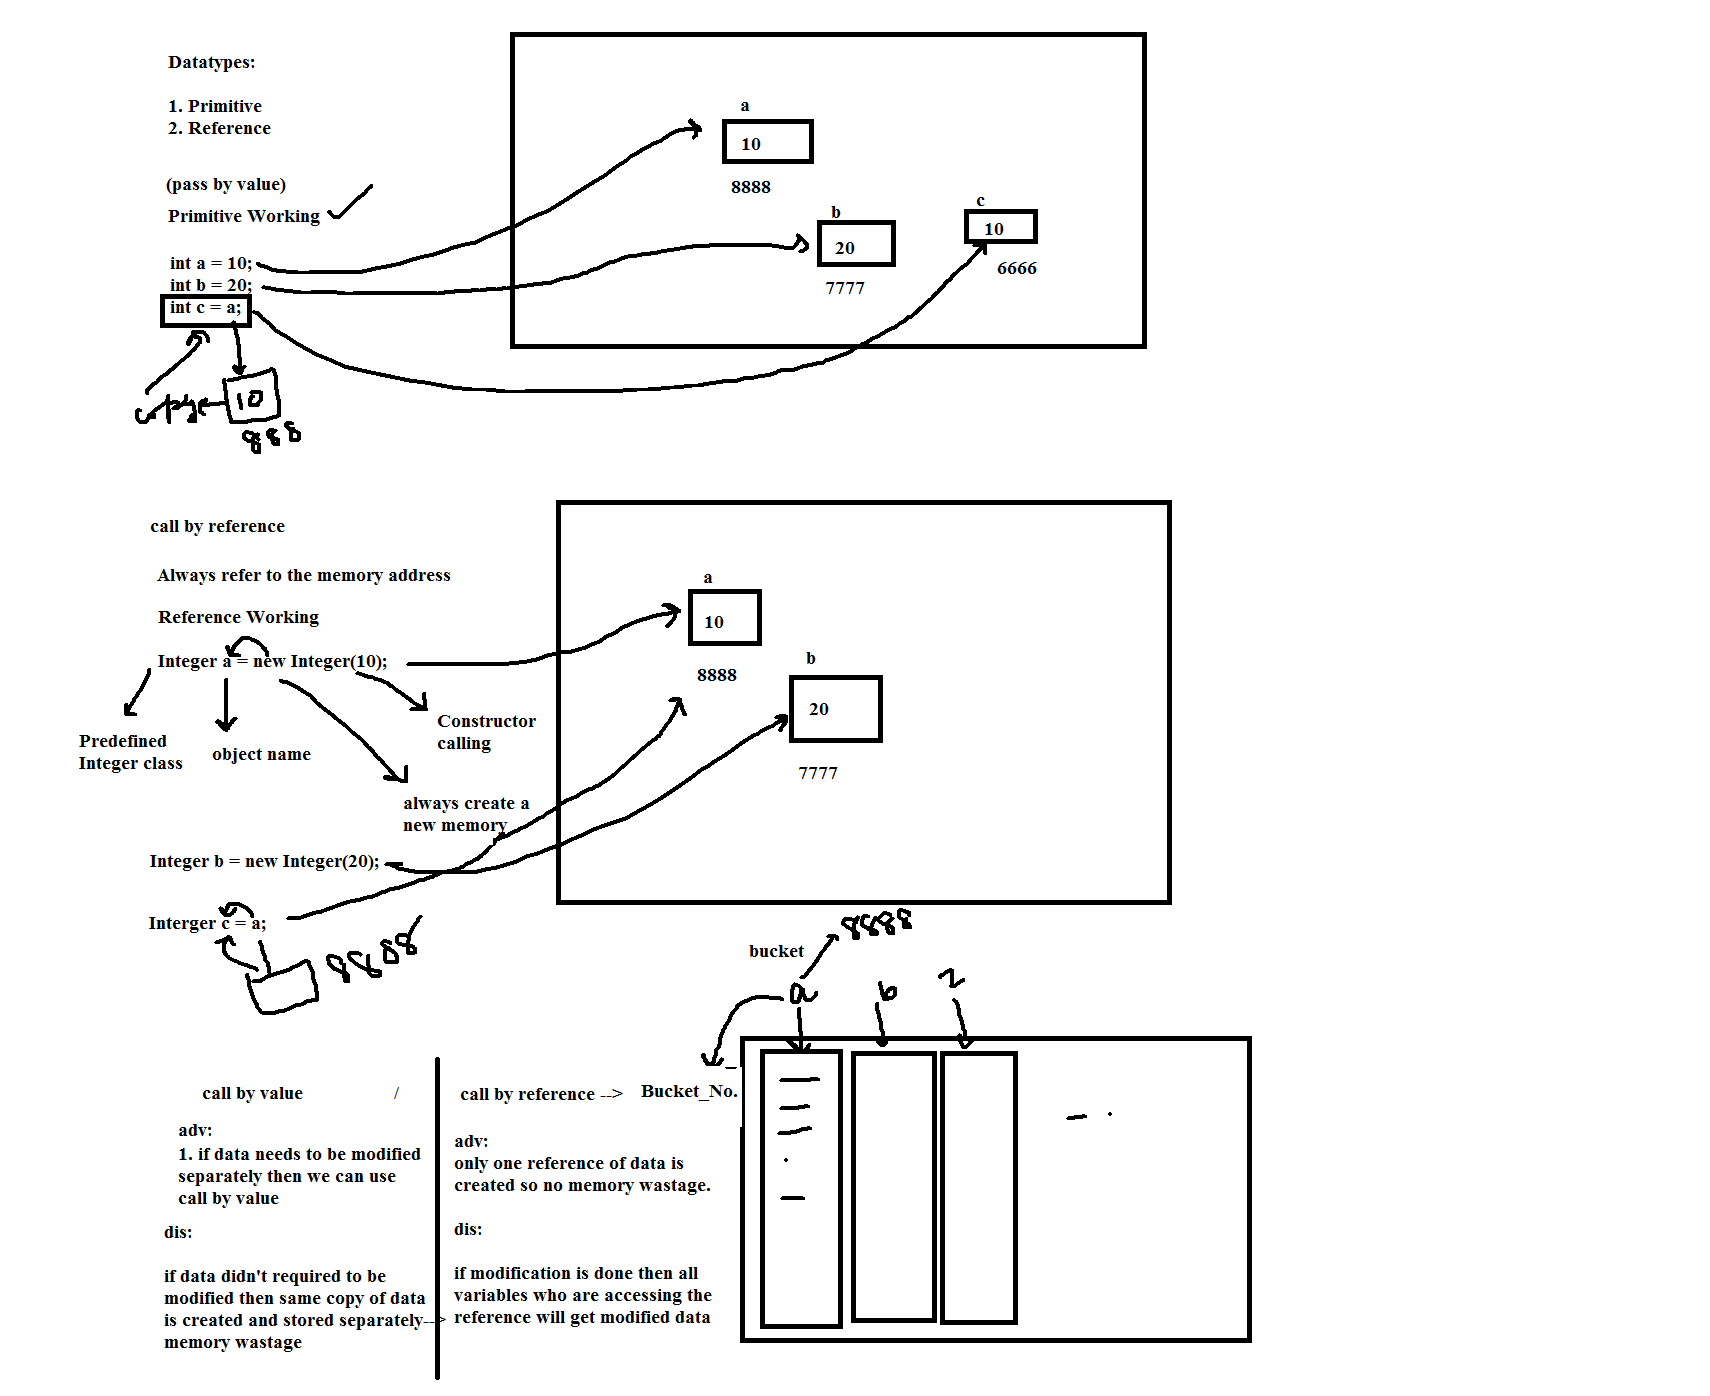 Datatypes:
1. Primitive
2. Reference
(pass by value)
Primitive Working
int a = 10;
int b = 20;
int c = a;
10
888
a
10
8888
b
20
7777
c
10
6666
call by reference
Always refer to the memory address
Reference Working
Integer a = new Integer(10);
Predefined
Integer class
object name
Constructor
calling
always create a
new memory
Integer b = new Integer(20);
Interger c = a;
8888
a
10
8888
b
20
7777
bucket
8888
a
b
call by value /
adv:
1. if data needs to be modified
separately then we can use
call by value
dis:
if data didn't required to be
modified then same copy of data
is created and stored separately-->
memory wastage
call by reference --> Bucket_No.
adv:
only one reference of data is
created so no memory wastage.
dis:
if modification is done then all
variables who are accessing the
reference will get modified data